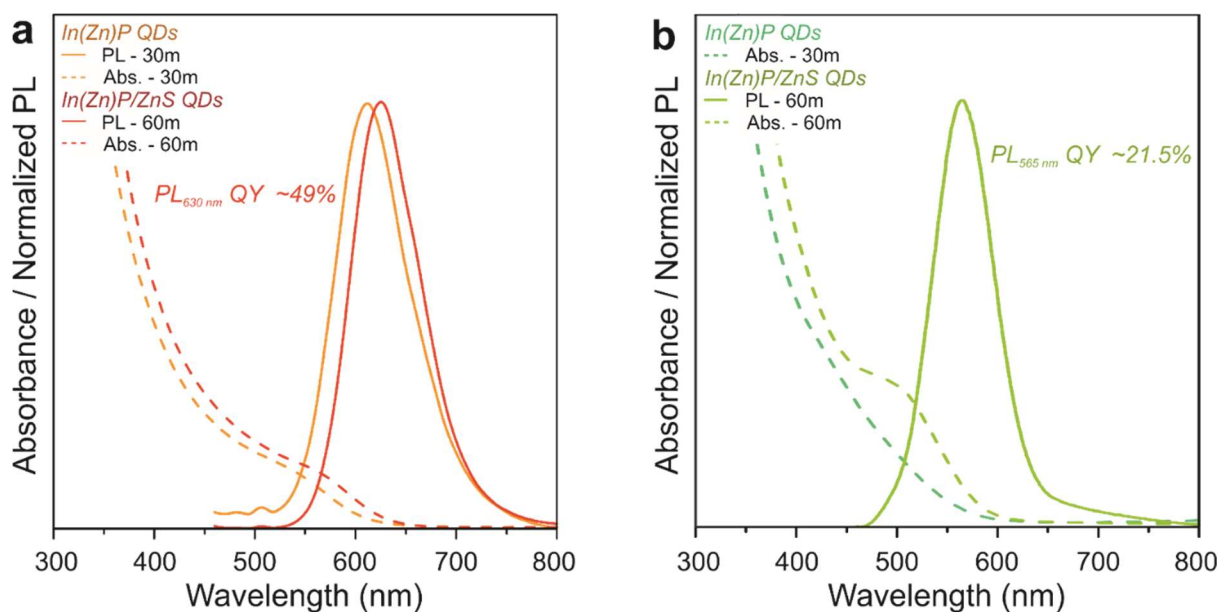 a
In(Zn)P QDs
PL - 30m
Abs. - 30m
In(Zn)P/ZnS QDs
PL - 60m
Abs. - 60m
PL630 nm QY ~49%
Absorbance / Normalized PL
300 400 500 600 700 800
Wavelength (nm)
b
In(Zn)P QDs
Abs. - 30m
In(Zn)P/ZnS QDs
PL - 60m
Abs. - 60m
PL565 nm QY ~21.5%
Absorbance / Normalized PL
300 400 500 600 700 800
Wavelength (nm)